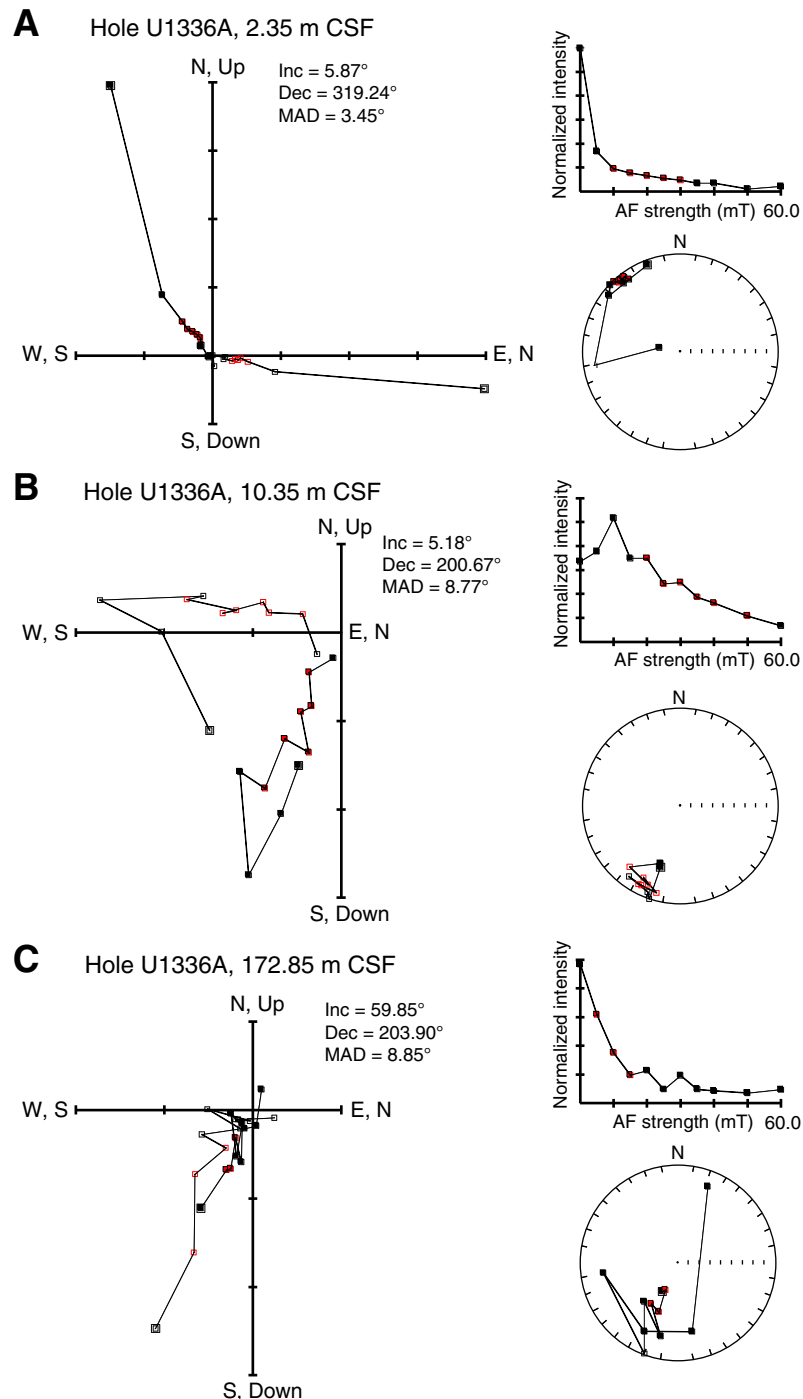 A
Hole U1336A, 2.35 m CSF
N, Up
Inc = 5.87°
Dec = 319.24°
MAD = 3.45°
W, S
E, N
S, Down
Normalized intensity
AF strength (mT) 60.0
N
B
Hole U1336A, 10.35 m CSF
N, Up
Inc = 5.18°
Dec = 200.67°
MAD = 8.77°
W, S
E, N
S, Down
Normalized intensity
AF strength (mT) 60.0
N
C
Hole U1336A, 172.85 m CSF
N, Up
Inc = 59.85°
Dec = 203.90°
MAD = 8.85°
W, S
E, N
S, Down
Normalized intensity
AF strength (mT) 60.0
N